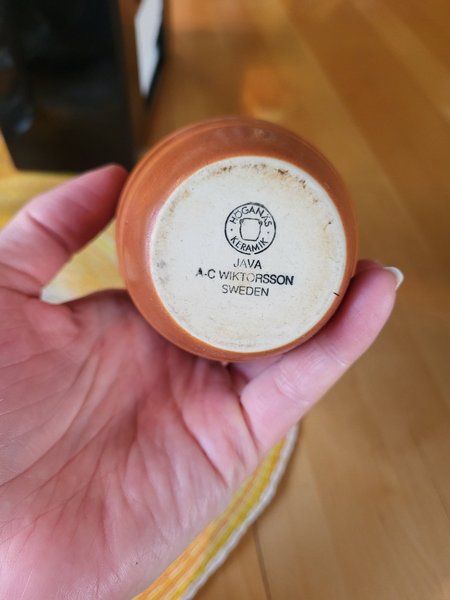 HÖGANÄS
KERAMIK
JAVA
A-C WIKTORSSON
SWEDEN